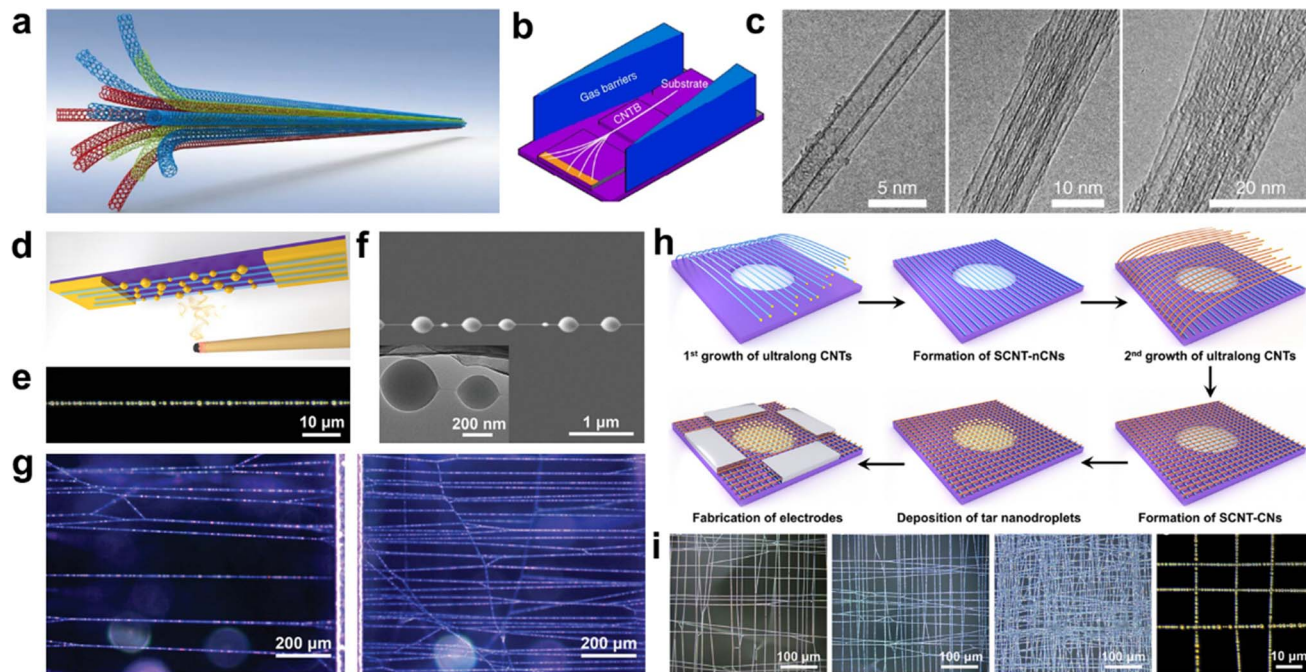 a
b
Gas barriers
Substrate
CNTB
c
5 nm
10 nm
20 nm
d
e
10 µm
f
200 nm
1 µm
g
200 µm
200 µm
h
1st growth of ultralong CNTs
Formation of SCNT-nCNs
2nd growth of ultralong CNTs
Fabrication of electrodes
Deposition of tar nanodroplets
Formation of SCNT-CNs
i
100 µm
100 µm
100 µm
10 µm